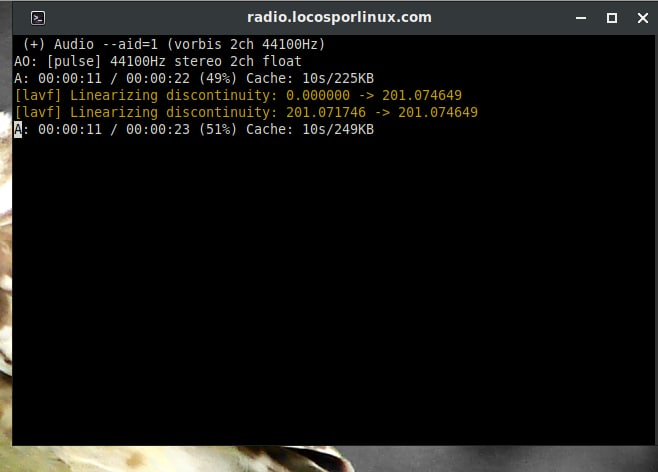 radio.locosporlinux.com
(+) Audio --aid=1 (vorbis 2ch 44100Hz)
AO: [pulse] 44100Hz stereo 2ch float
A: 00:00:11 / 00:00:22 (49%) Cache: 10s/225KB
[lavf] Linearizing discontinuity: 0.000000 -> 201.074649
[lavf] Linearizing discontinuity: 201.071746 -> 201.074649
A: 00:00:11 / 00:00:23 (51%) Cache: 10s/249KB